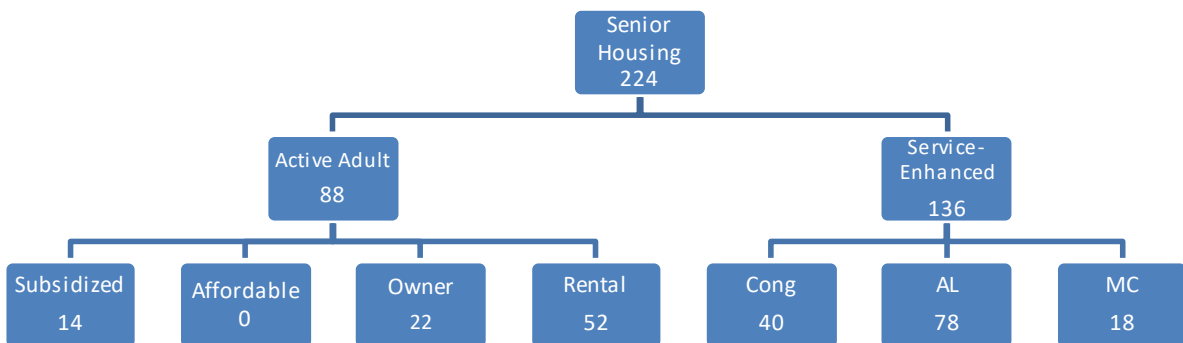 Senior
Housing
224
Active Adult
88
Service-
Enhanced
136
Subsidized
14
Affordable
0
Owner
22
Rental
52
Cong
40
AL
78
MC
18